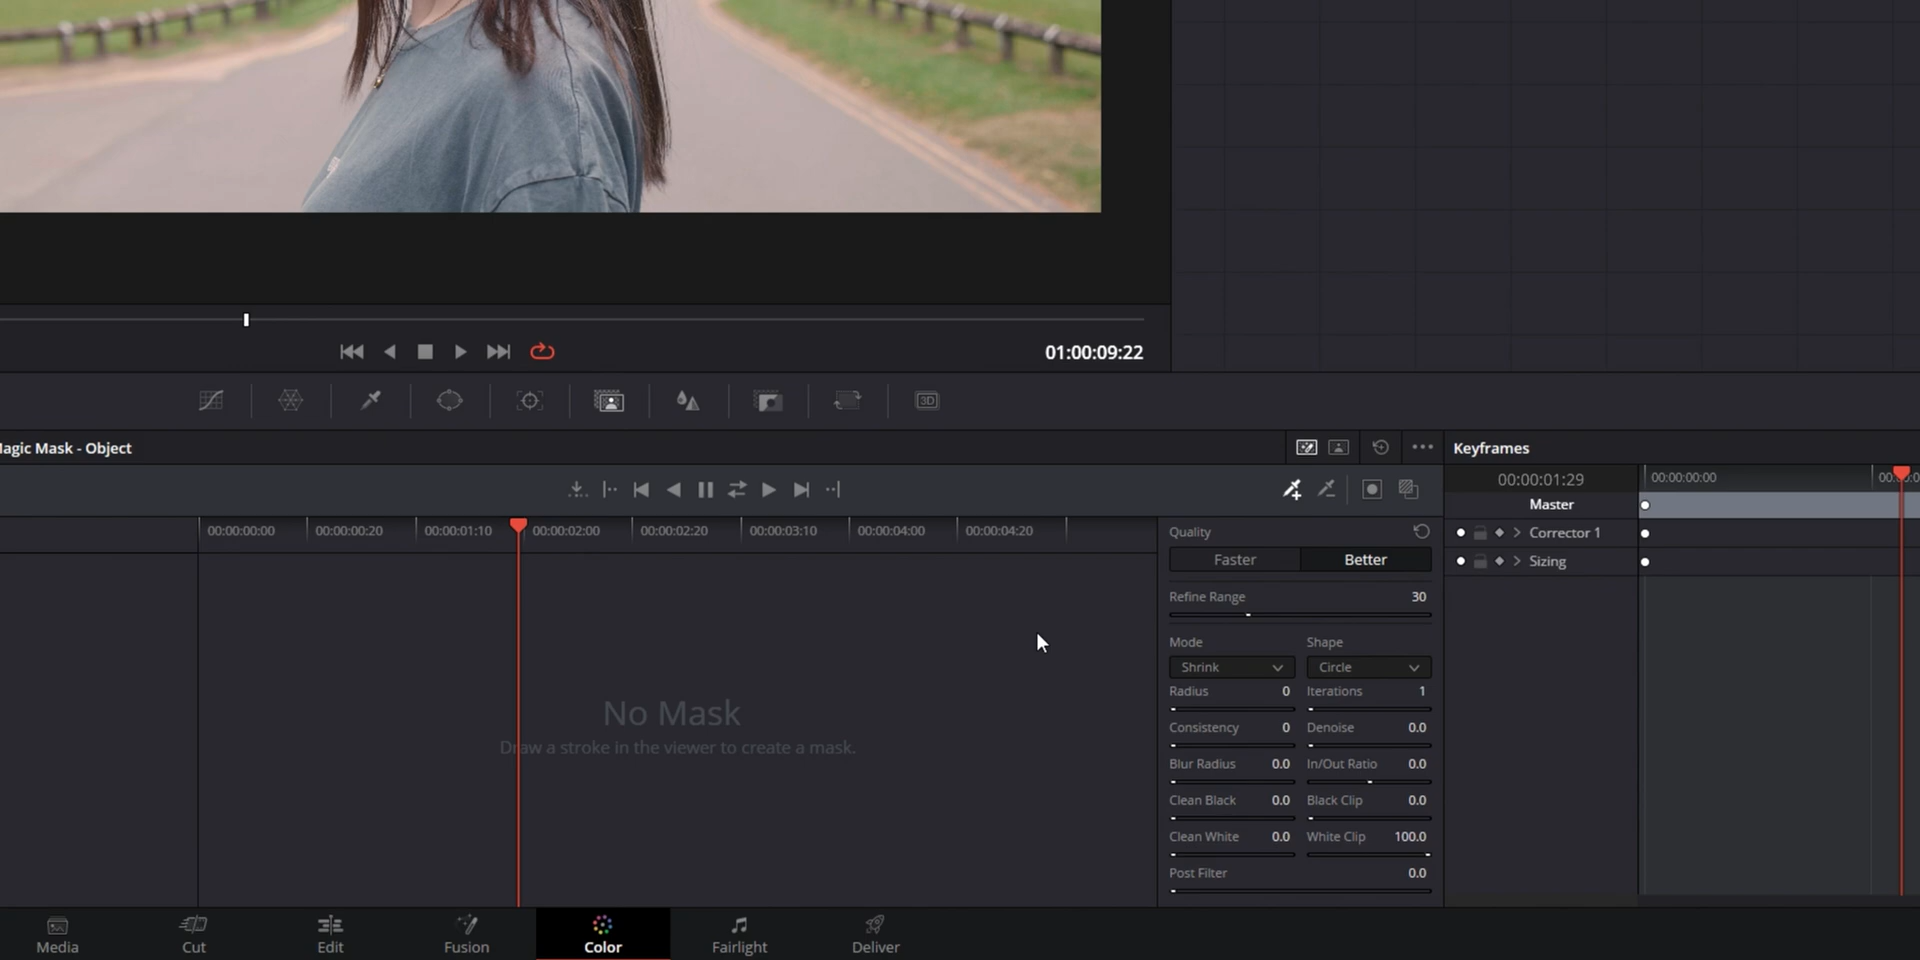 01:00:09:22
3D
Magic Mask - Object
Keyframes
00:00:01:29
00:00:00:00
Master
00:00:00:00 00:00:00:20 00:00:01:10 00:00:02:00 00:00:02:20 00:00:03:10 00:00:04:00 00:00:04:20
Quality
Faster Better
Corrector 1
Sizing
Refine Range 30
Mode Shape
Shrink Circle
Radius 0 Iterations 1
No Mask
Draw a stroke in the viewer to create a mask.
Consistency 0 Denoise 0.0
Blur Radius 0.0 In/Out Ratio 0.0
Clean Black 0.0 Black Clip 0.0
Clean White 0.0 White Clip 100.0
Post Filter 0.0
Media Cut Edit Fusion Color Fairlight Deliver